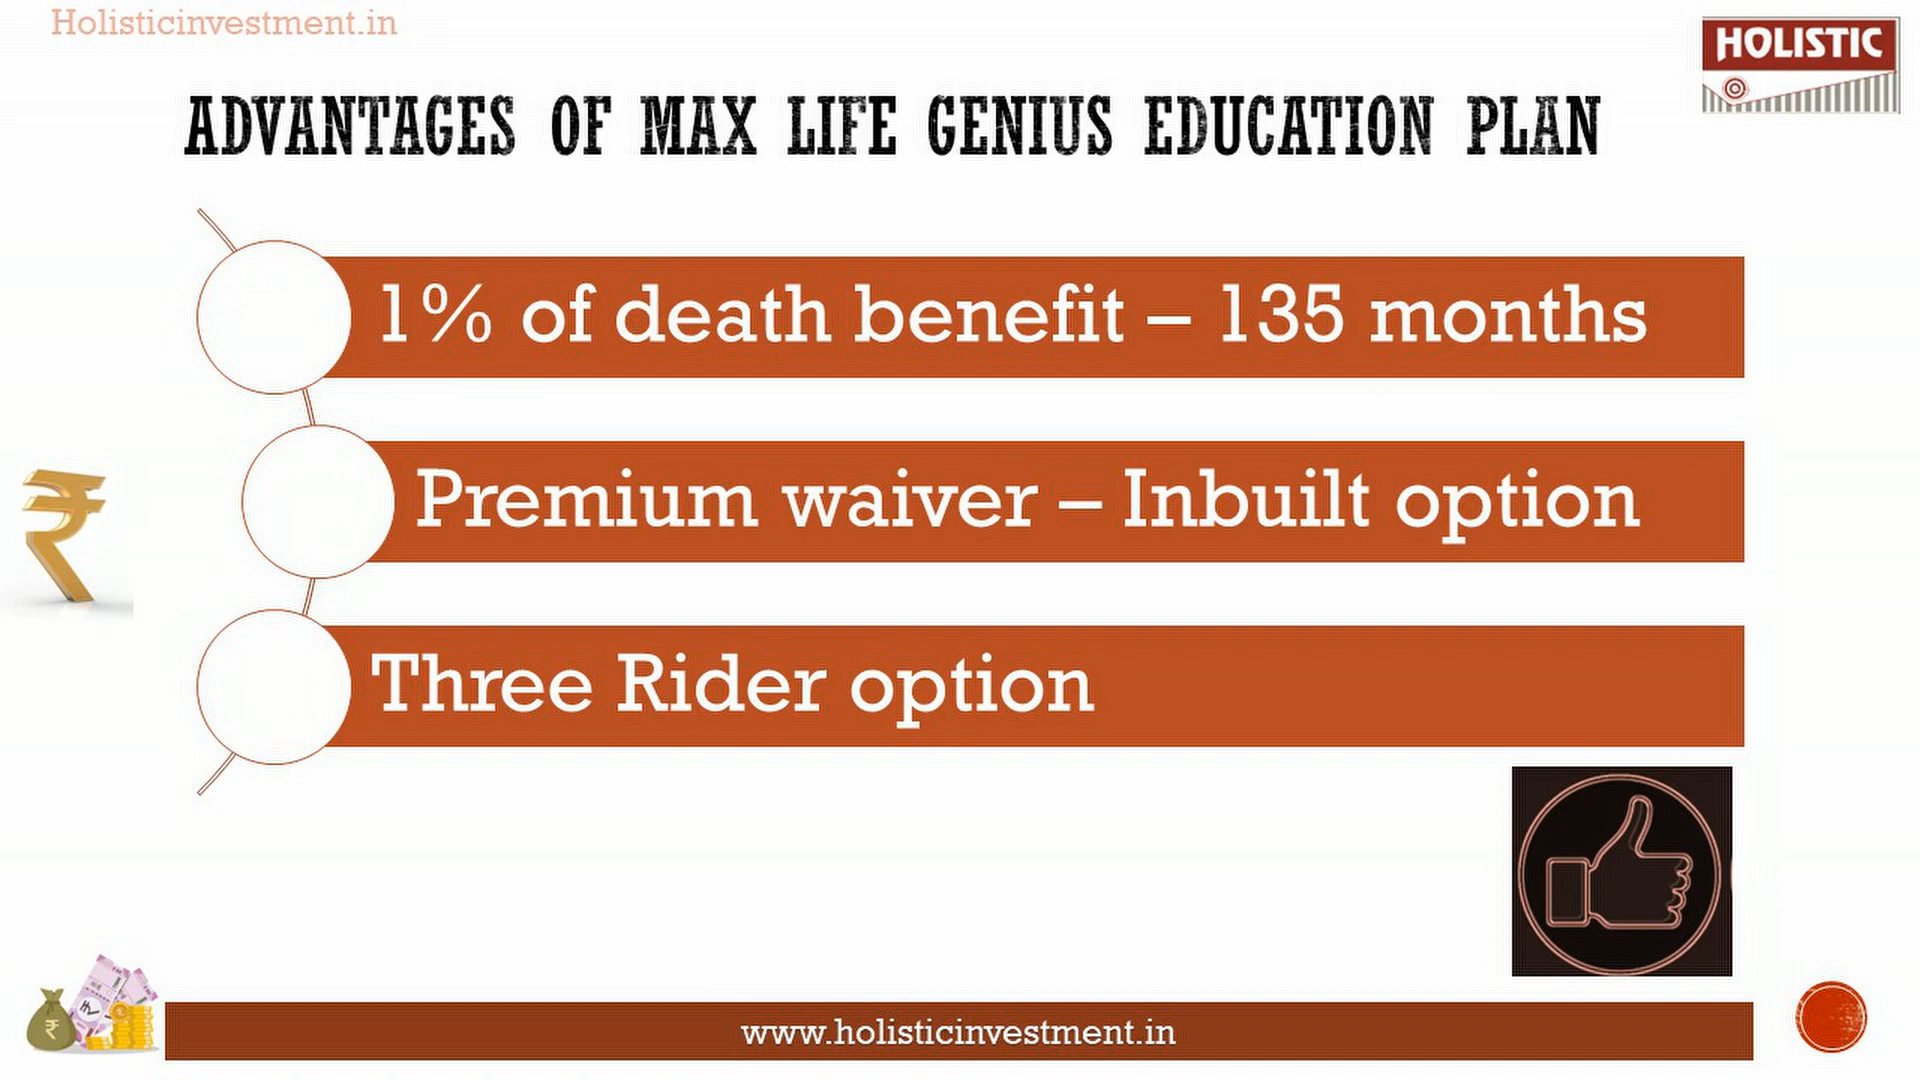 Holisticinvestment.in
HOLISTIC
ADVANTAGES OF MAX LIFE GENIUS EDUCATION PLAN
1% of death benefit – 135 months
Premium waiver – Inbuilt option
Three Rider option
www.holisticinvestment.in